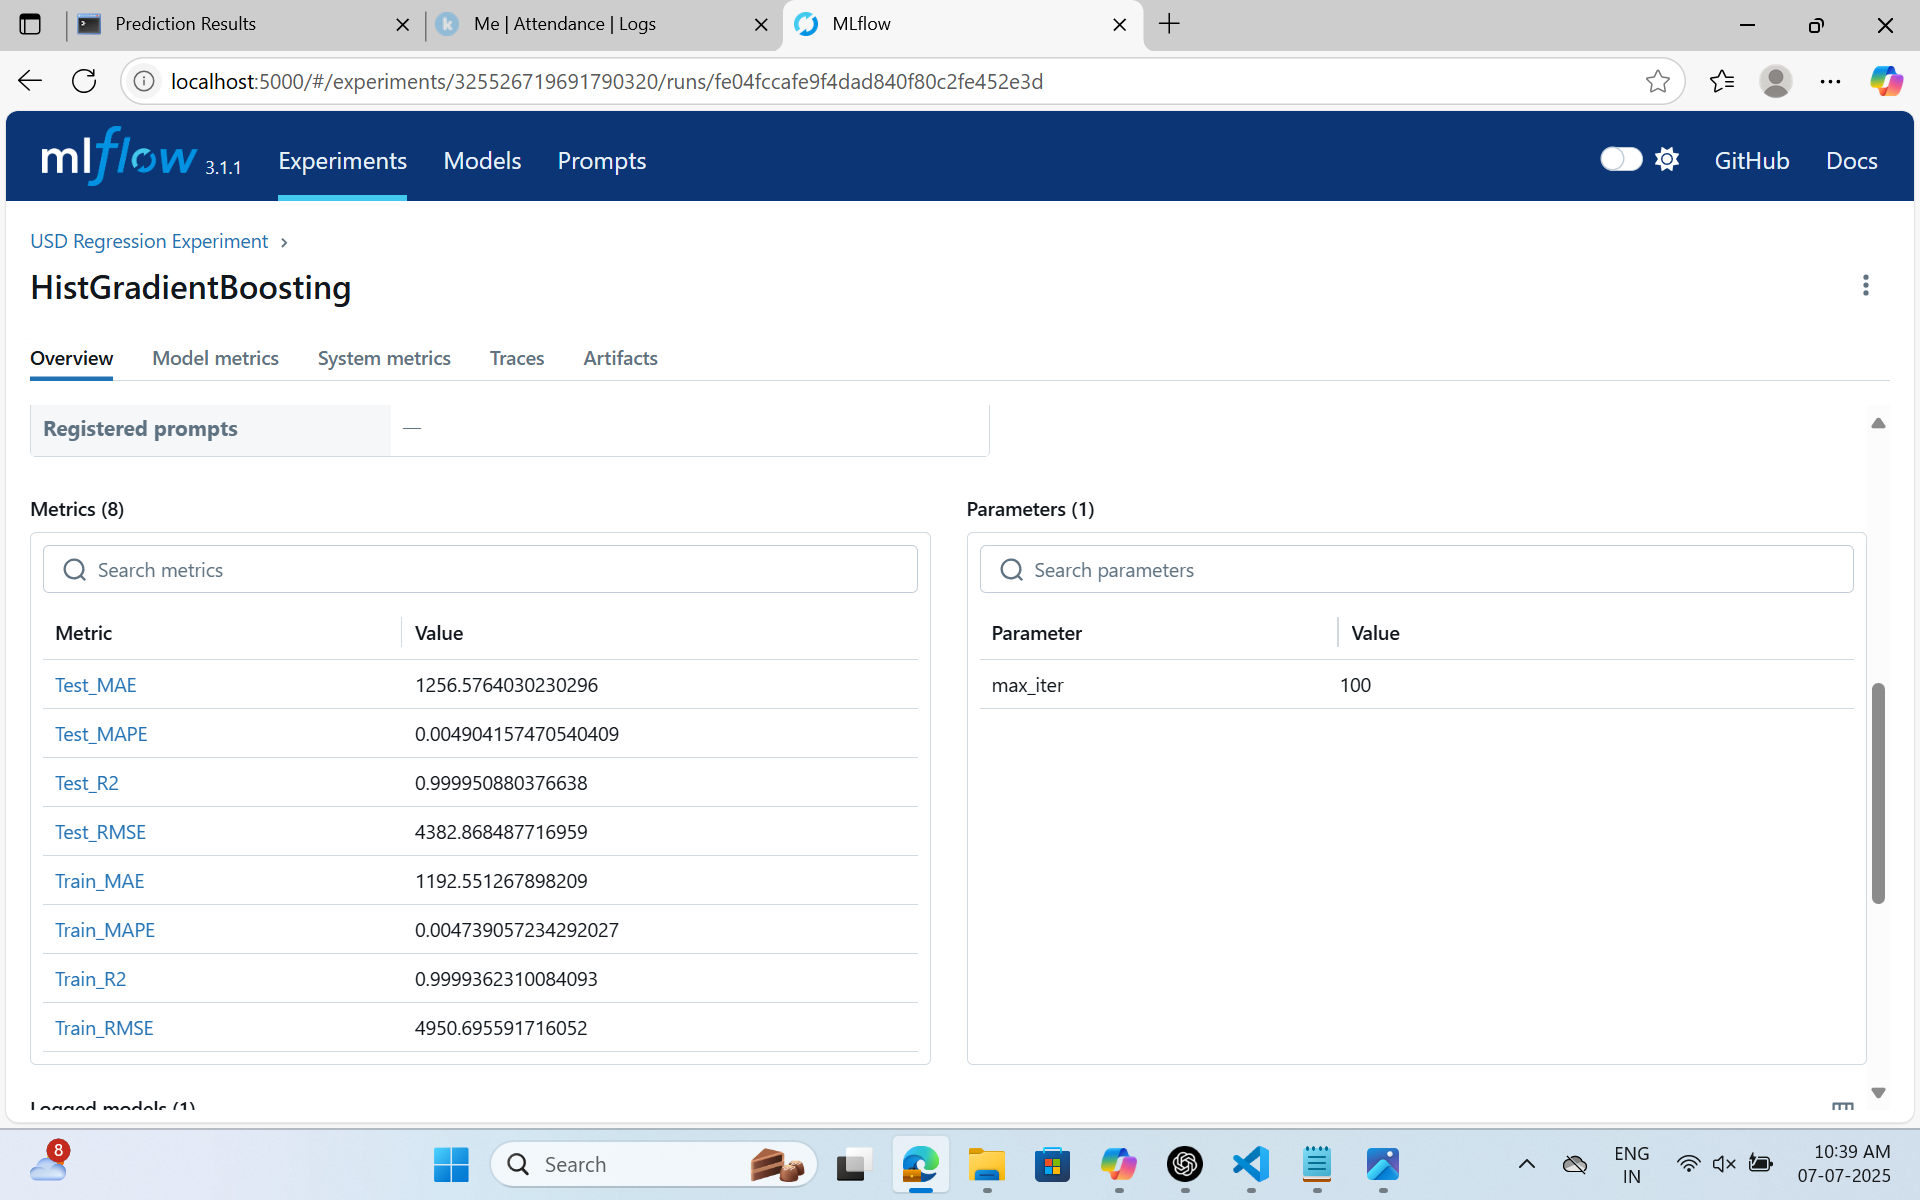 Prediction Results
Me | Attendance | Logs
MLflow
localhost:5000/#/experiments/325526719691790320/runs/fe04fccafe9f4dad840f80c2fe452e3d
mlflow 3.1.1
Experiments
Models
Prompts
GitHub
Docs
USD Regression Experiment
HistGradientBoosting
Overview
Model metrics
System metrics
Traces
Artifacts
Registered prompts —
Metrics (8)
Search metrics
Metric Value
Test_MAE 1256.5764030230296
Test_MAPE 0.004904157470540409
Test_R2 0.999950880376638
Test_RMSE 4382.868487716959
Train_MAE 1192.551267898209
Train_MAPE 0.004739057234292027
Train_R2 0.9999362310084093
Train_RMSE 4950.695591716052
Parameters (1)
Search parameters
Parameter Value
max_iter 100
Logged models (1)
8
Search
ENG
IN
10:39 AM
07-07-2025